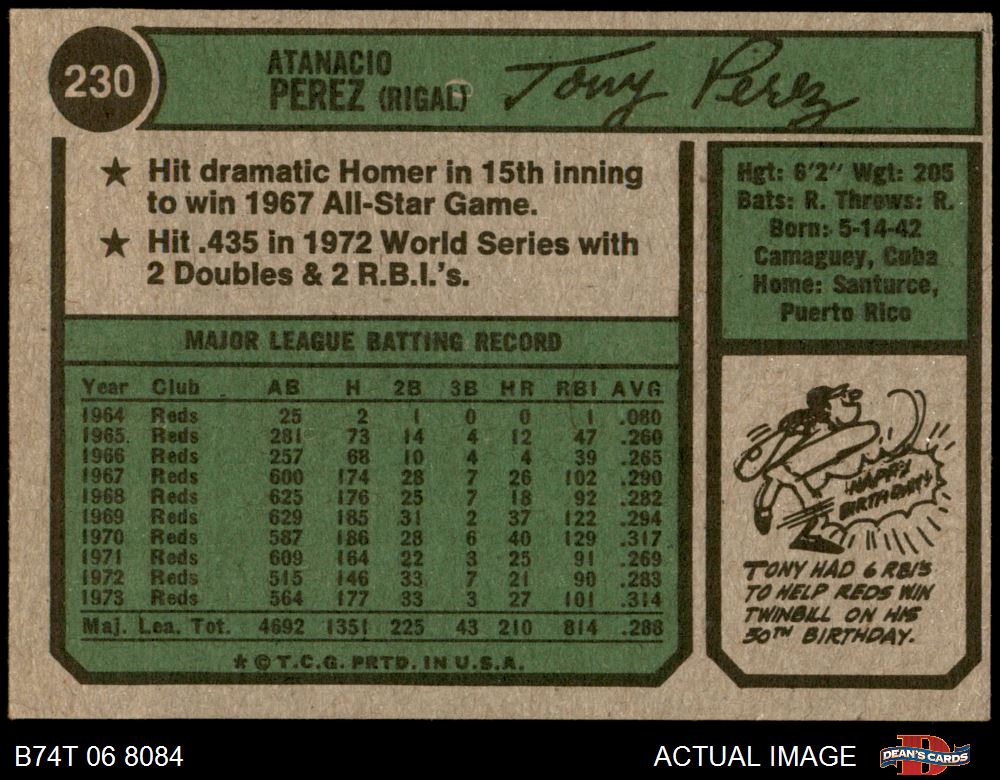 230
ATANACIO
PEREZ (RIGAL)
Tony Perez
★ Hit dramatic Homer in 15th inning
to win 1967 All-Star Game.
★ Hit .435 in 1972 World Series with
2 Doubles & 2 R.B.I.'s.
Hgt: 6'2" Wgt: 205
Bats: R. Throws: R.
Born: 5-14-42
Camaguey, Cuba
Home: Santurce,
Puerto Rico
MAJOR LEAGUE BATTING RECORD
Year Club AB H 2B 3B HR RBI AVG
1964 Reds 25 2 1 0 0 1 .080
1965 Reds 281 73 14 4 12 47 .260
1966 Reds 257 68 10 4 4 39 .265
1967 Reds 600 174 28 7 26 102 .290
1968 Reds 625 176 25 7 18 92 .282
1969 Reds 629 185 31 2 37 122 .294
1970 Reds 587 186 28 6 40 129 .317
1971 Reds 609 164 22 3 25 91 .269
1972 Reds 515 146 33 7 21 90 .283
1973 Reds 564 177 33 3 27 101 .314
Maj. Lea. Tot. 4692 1351 225 43 210 814 .288
* © T.C.G. PRTD. IN U.S.A.
HAPPY
BIRTHDAY!
TONY HAD 6 RBI'S
TO HELP REDS WIN
TWINBILL ON HIS
30TH BIRTHDAY.
B74T 06 8084
ACTUAL IMAGE
DEAN'S CARDS